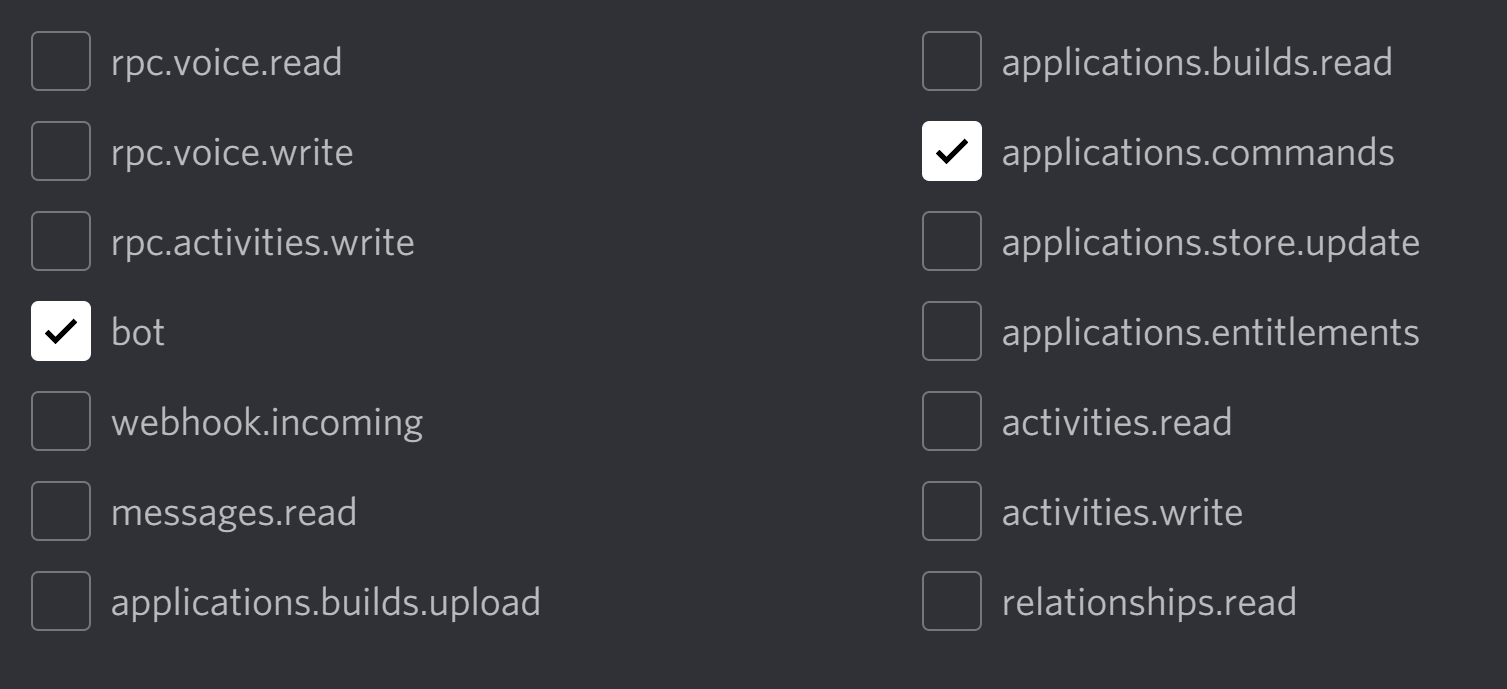 rpc.voice.read
rpc.voice.write
rpc.activities.write
bot
webhook.incoming
messages.read
applications.builds.upload
applications.builds.read
applications.commands
applications.store.update
applications.entitlements
activities.read
activities.write
relationships.read